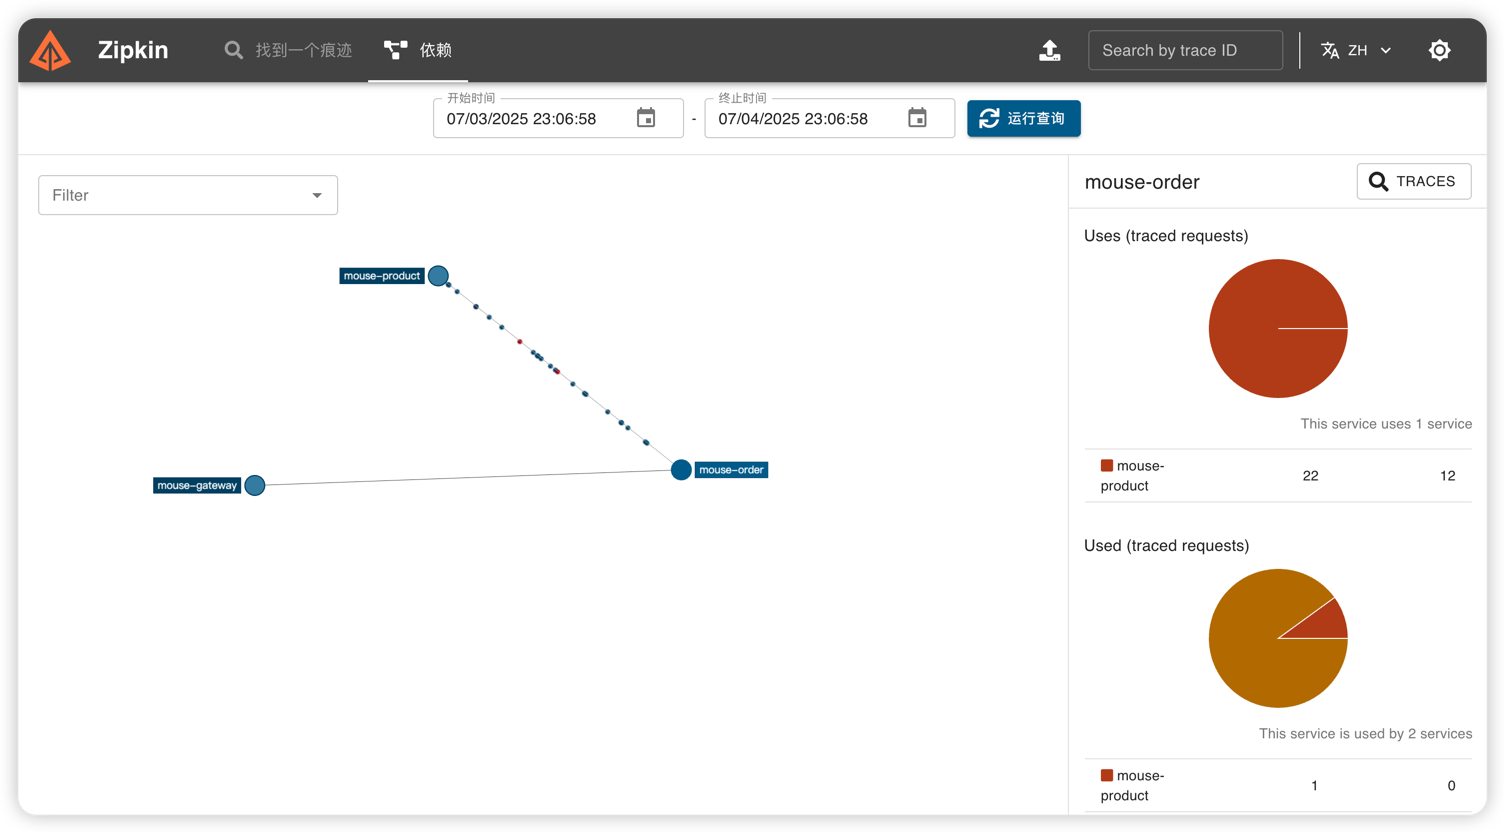 Zipkin
找到一个痕迹
依赖
Search by trace ID
ZH
开始时间
07/03/2025 23:06:58
-
终止时间
07/04/2025 23:06:58
运行查询
Filter
mouse-product
mouse-gateway
mouse-order
mouse-order
TRACES
Uses (traced requests)
This service uses 1 service
mouse-
product
22
12
Used (traced requests)
This service is used by 2 services
mouse-
product
1
0